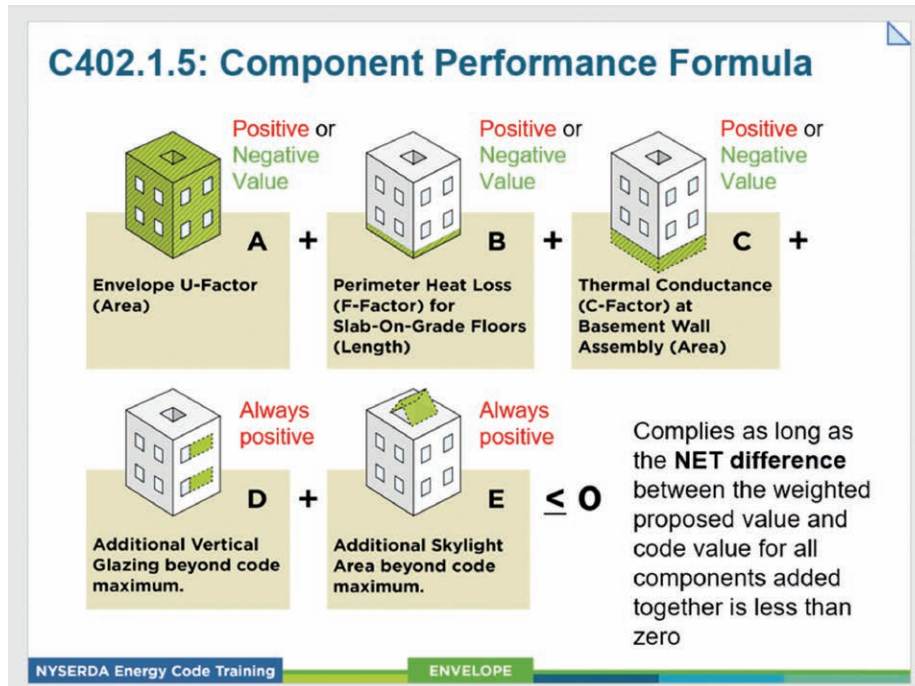 C402.1.5: Component Performance Formula
Positive or
Negative
Value
A +
Envelope U-Factor
(Area)
Positive or
Negative
Value
B +
Perimeter Heat Loss
(F-Factor) for
Slab-On-Grade Floors
(Length)
Positive or
Negative
Value
C +
Thermal Conductance
(C-Factor) at
Basement Wall
Assembly (Area)
Always
positive
D +
Additional Vertical
Glazing beyond code
maximum.
Always
positive
E ≤ 0
Additional Skylight
Area beyond code
maximum.
Complies as long as
the NET difference
between the weighted
proposed value and
code value for all
components added
together is less than
zero
NYSERDA Energy Code Training
ENVELOPE